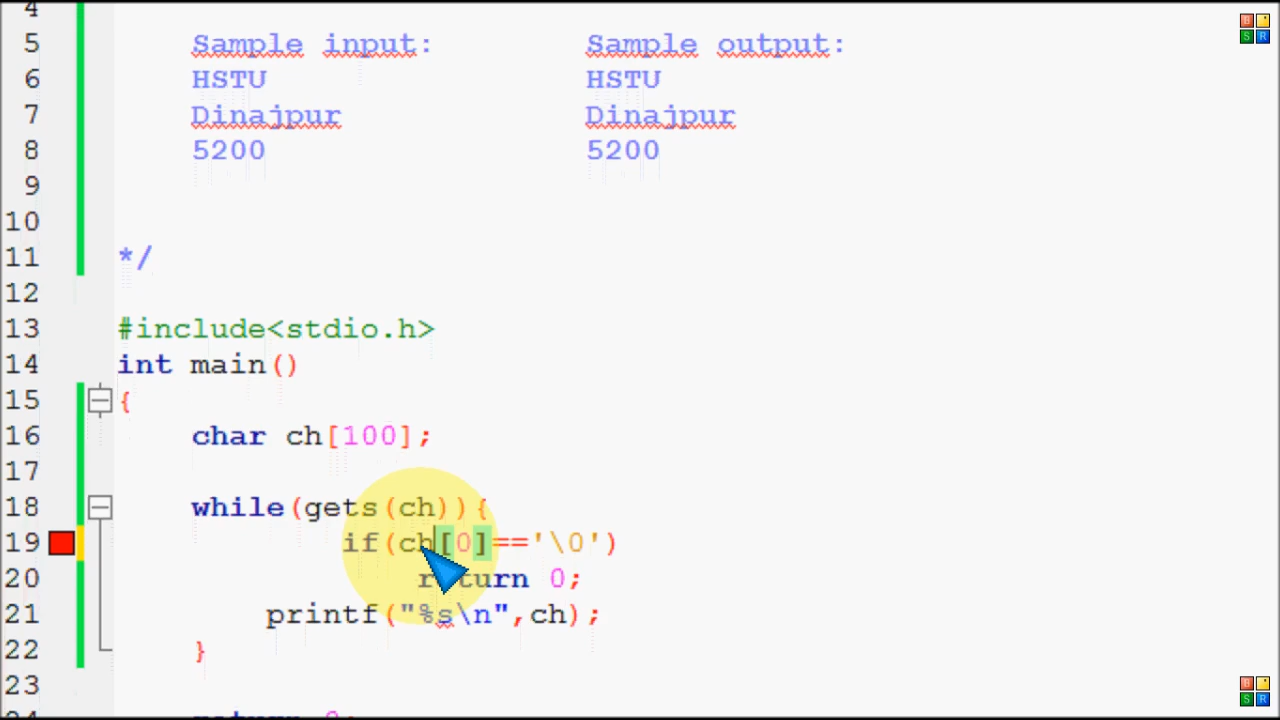 4
5 Sample input: Sample output:
6 HSTU HSTU
7 Dinajpur Dinajpur
8 5200 5200
9
10
11 */
12
13 #include<stdio.h>
14 int main()
15 {
16 char ch[100];
17
18 while(gets(ch)){
19 if(ch[0]=='\0')
20 return 0;
21 printf("%s\n",ch);
22 }
23
24 return 0;